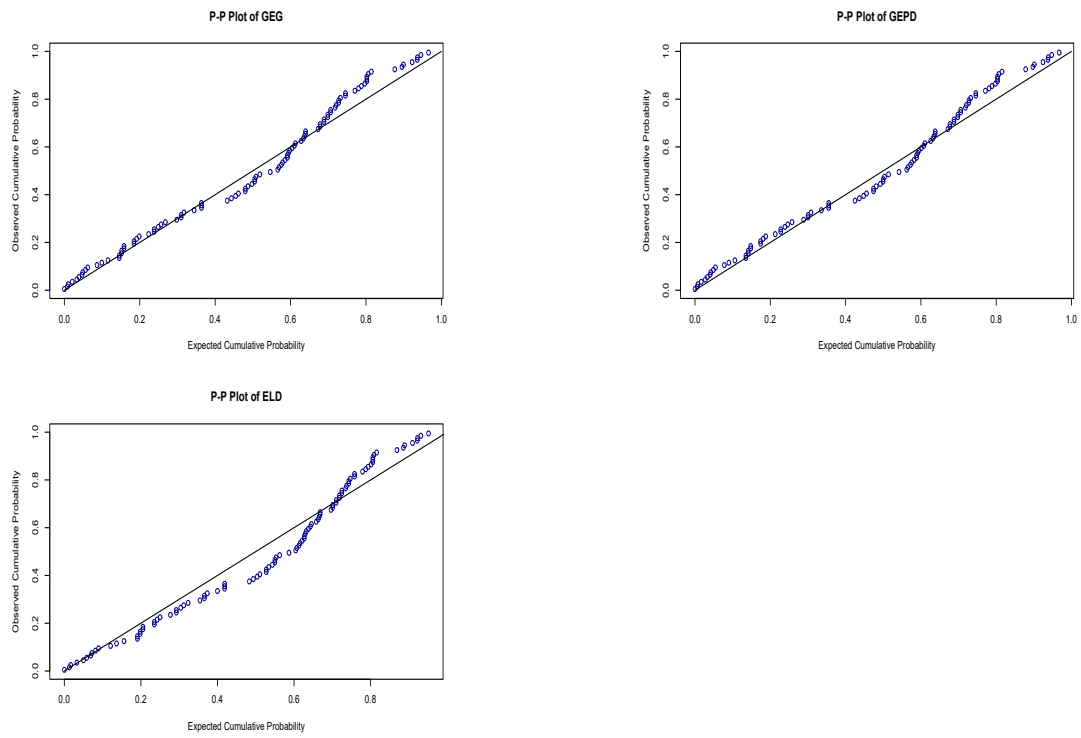 P-P Plot of GEG
Observed Cumulative Probability
1.0
0.8
0.6
0.4
0.2
0.0
0.0 0.2 0.4 0.6 0.8 1.0
Expected Cumulative Probability
P-P Plot of GEPD
Observed Cumulative Probability
1.0
0.8
0.6
0.4
0.2
0.0
0.0 0.2 0.4 0.6 0.8 1.0
Expected Cumulative Probability
P-P Plot of ELD
Observed Cumulative Probability
1.0
0.8
0.6
0.4
0.2
0.0
0.0 0.2 0.4 0.6 0.8
Expected Cumulative Probability